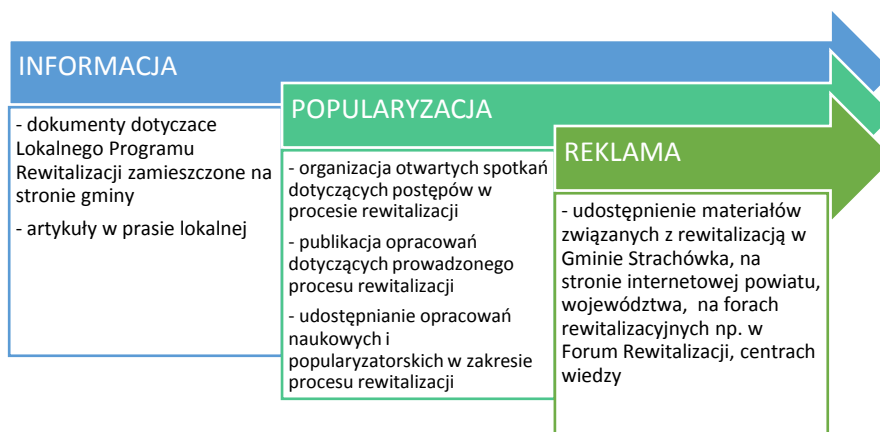 INFORMACJA
- dokumenty dotyczace
Lokalnego Programu
Rewitalizacji zamieszczone na
stronie gminy
- artykuły w prasie lokalnej
POPULARYZACJA
- organizacja otwartych spotkań
dotyczących postępów w
procesie rewitalizacji
- publikacja opracowań
dotyczących prowadzonego
procesu rewitalizacji
- udostępnianie opracowań
naukowych i
popularyzatorskich w zakresie
procesu rewitalizacji
REKLAMA
- udostępnienie materiałów
związanych z rewitalizacją w
Gminie Strachówka, na
stronie internetowej powiatu,
województwa, na forach
rewitalizacyjnych np. w
Forum Rewitalizacji, centrach
wiedzy